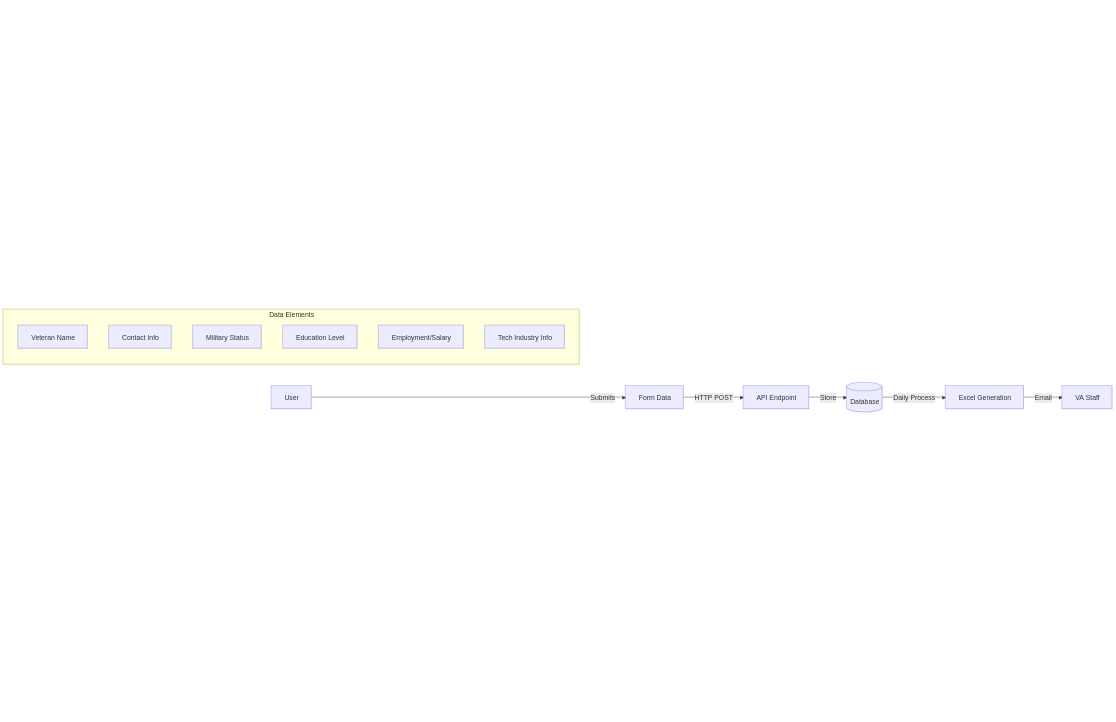 Data Elements
Veteran Name
Contact Info
Military Status
Education Level
Employment/Salary
Tech Industry Info
User
Submits
Form Data
HTTP POST
API Endpoint
Store
Database
Daily Process
Excel Generation
Email
VA Staff